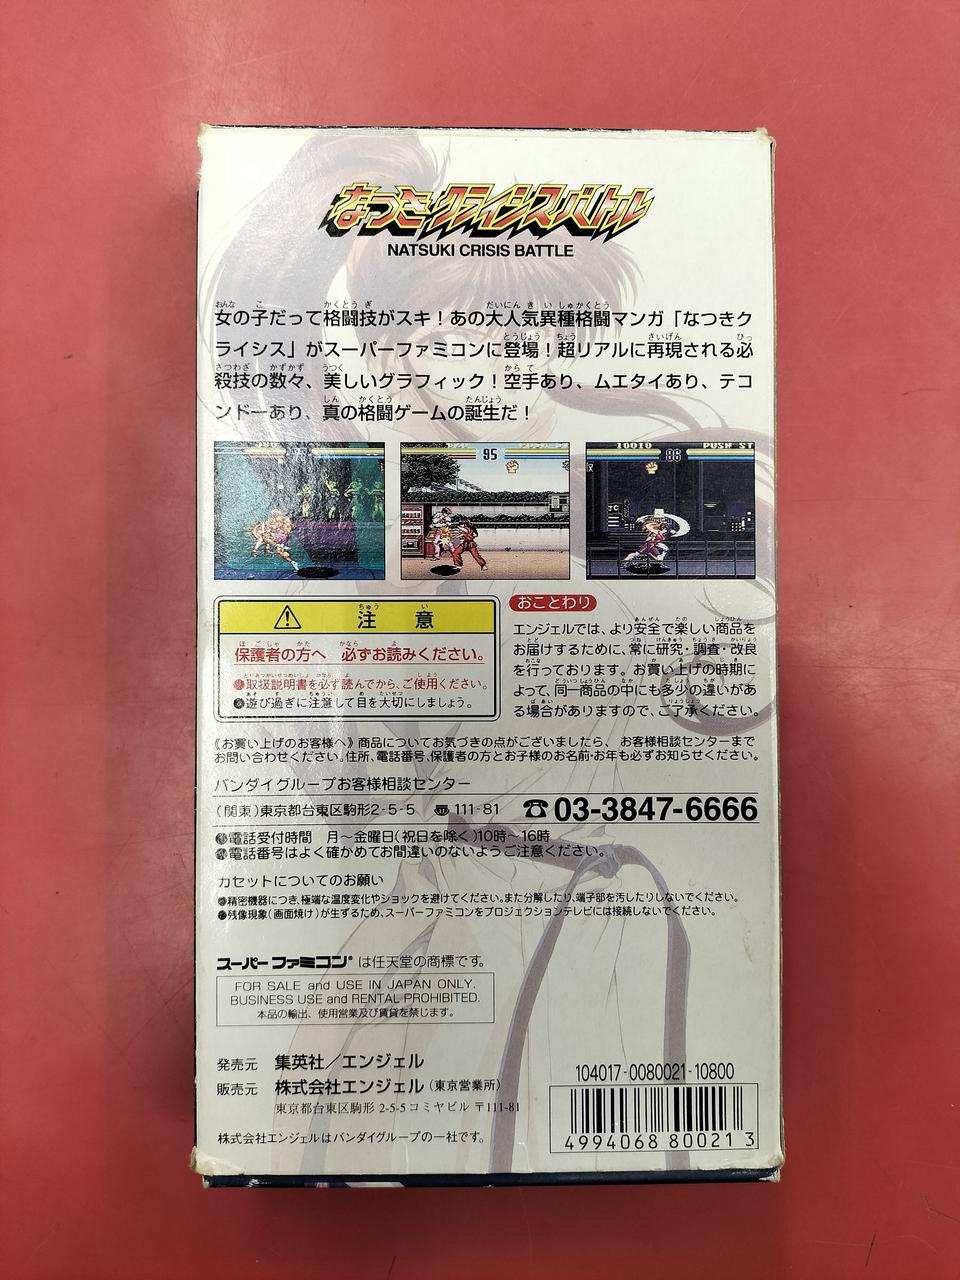 なつきクライシスバトル
NATSUKI CRISIS BATTLE
女の子だって格闘技がスキ！あの大人気異種格闘マンガ「なつきク
ライシス」がスーパーファミコンに登場！超リアルに再現される必
殺技の数々、美しいグラフィック！空手あり、ムエタイあり、テコ
ンドーあり、真の格闘ゲームの誕生だ！
95
10010 86 PUSH ST
注意
保護者の方へ 必ずお読みください。
取扱説明書を必ず読んでから、ご使用ください。
遊び過ぎに注意して目を大切にしましょう。
おことわり
エンジェルでは、より安全で楽しい商品を
お届けするために、常に研究・調査・改良
を行っております。お買い上げの時期に
よって、同一商品の中にも多少の違いがあ
る場合がありますので、ご了承ください。
《お買い上げのお客様へ》商品についてお気づきの点がございましたら、お客様相談センターまで
お問い合わせください。住所、電話番号、保護者の方とお子様のお名前・お年も必ずお知らせください。
バンダイグループお客様相談センター
(関東)東京都台東区駒形2-5-5 〠111-81 ☎03-3847-6666
電話受付時間 月～金曜日(祝日を除く)10時～16時
電話番号はよく確かめてお間違いのないようご注意ください。
カセットについてのお願い
●精密機器につき、極端な温度変化やショックを避けてください。また分解したり、端子部を汚したりしないでください。
●残像現象(画面焼け)が生ずるため、スーパーファミコンをプロジェクションテレビには接続しないでください。
スーパーファミコン®は任天堂の商標です。
FOR SALE and USE IN JAPAN ONLY.
BUSINESS USE and RENTAL PROHIBITED.
本品の輸出、使用営業及び賃貸を禁じます。
発売元 集英社／エンジェル
販売元 株式会社エンジェル(東京営業所)
東京都台東区駒形 2-5-5コミヤビル 〒111-81
株式会社エンジェルはバンダイグループの一社です。
104017-0080021-10800
4994068 80021 3